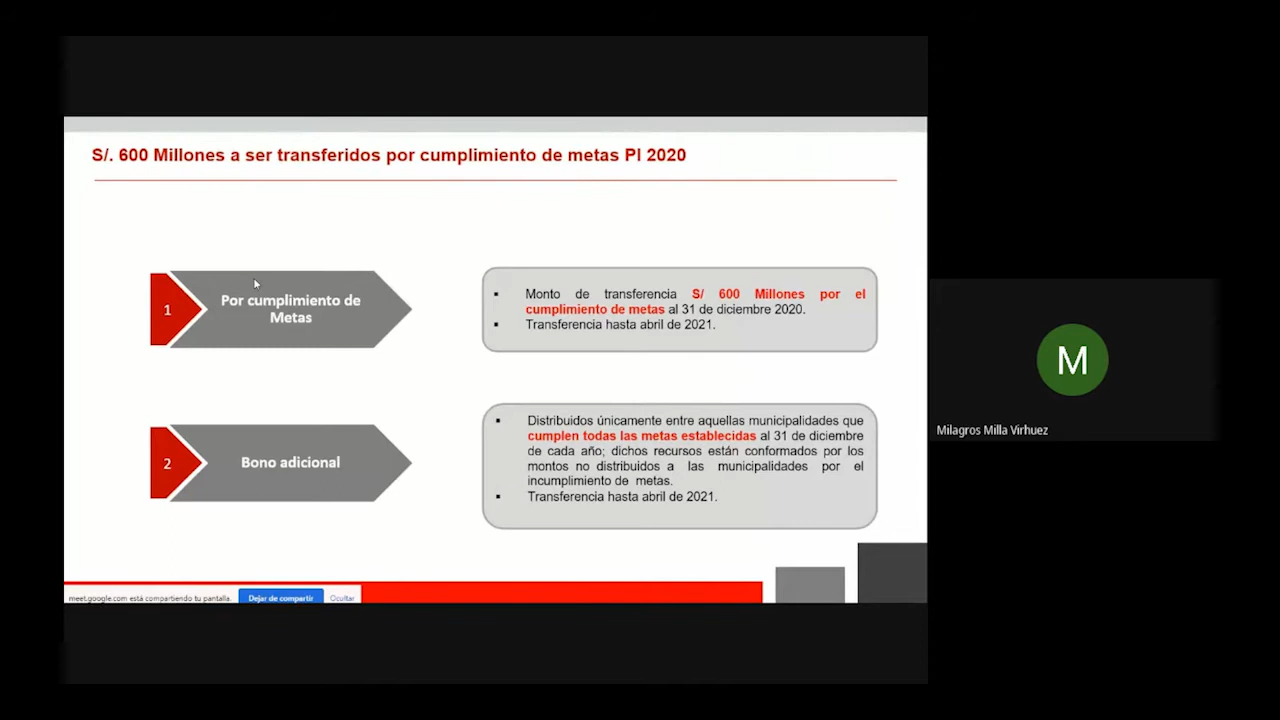 S/. 600 Millones a ser transferidos por cumplimiento de metas PI 2020
1
Por cumplimiento de
Metas
▪ Monto de transferencia S/ 600 Millones por el
cumplimiento de metas al 31 de diciembre 2020.
▪ Transferencia hasta abril de 2021.
2
Bono adicional
▪ Distribuidos únicamente entre aquellas municipalidades que
cumplen todas las metas establecidas al 31 de diciembre
de cada año; dichos recursos están conformados por los
montos no distribuidos a las municipalidades por el
incumplimiento de metas.
▪ Transferencia hasta abril de 2021.
meet.google.com está compartiendo tu pantalla.
Dejar de compartir
Ocultar
M
Milagros Milla Virhuez